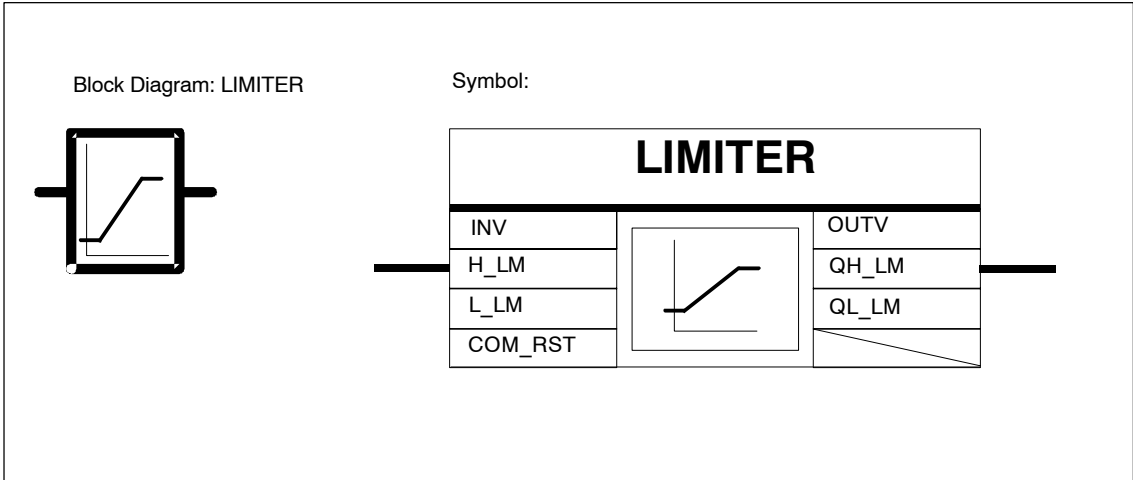 Block Diagram: LIMITER
Symbol:
LIMITER
INV
OUTV
H_LM
QH_LM
L_LM
QL_LM
COM_RST